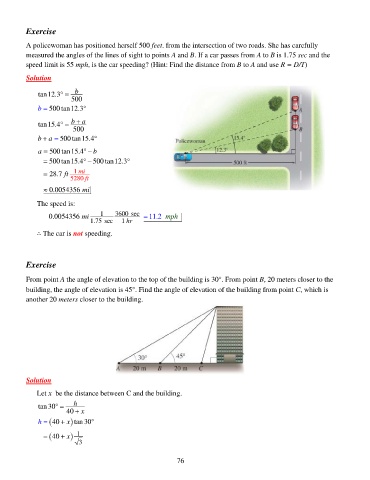 Exercise
A policewoman has positioned herself 500 feet. from the intersection of two roads. She has carefully
measured the angles of the lines of sight to points A and B. If a car passes from A to B is 1.75 sec and the
speed limit is 55 mph, is the car speeding? (Hint: Find the distance from B to A and use R = D/T)
Solution
tan 12.3° = b/500
b = 500 tan 12.3°
tan 15.4° = b + a/500
b + a = 500 tan 15.4°
a = 500 tan 15.4° − b
= 500 tan 15.4° − 500 tan 12.3°
= 28.7 ft 1 mi/5280 ft
≈ 0.0054356 mi
A
B
Policewoman
15.4°
12.3°
500 ft
The speed is:
0.0054356 mi 1/1.75 sec 3600 sec/1 hr = 11.2 mph
∴ The car is not speeding.
Exercise
From point A the angle of elevation to the top of the building is 30°. From point B, 20 meters closer to the
building, the angle of elevation is 45°. Find the angle of elevation of the building from point C, which is
another 20 meters closer to the building.
30°
45°
A 20 m B 20 m C
Solution
Let x be the distance between C and the building.
tan 30° = h/40 + x
h = (40 + x) tan 30°
= (40 + x) 1/√3
76